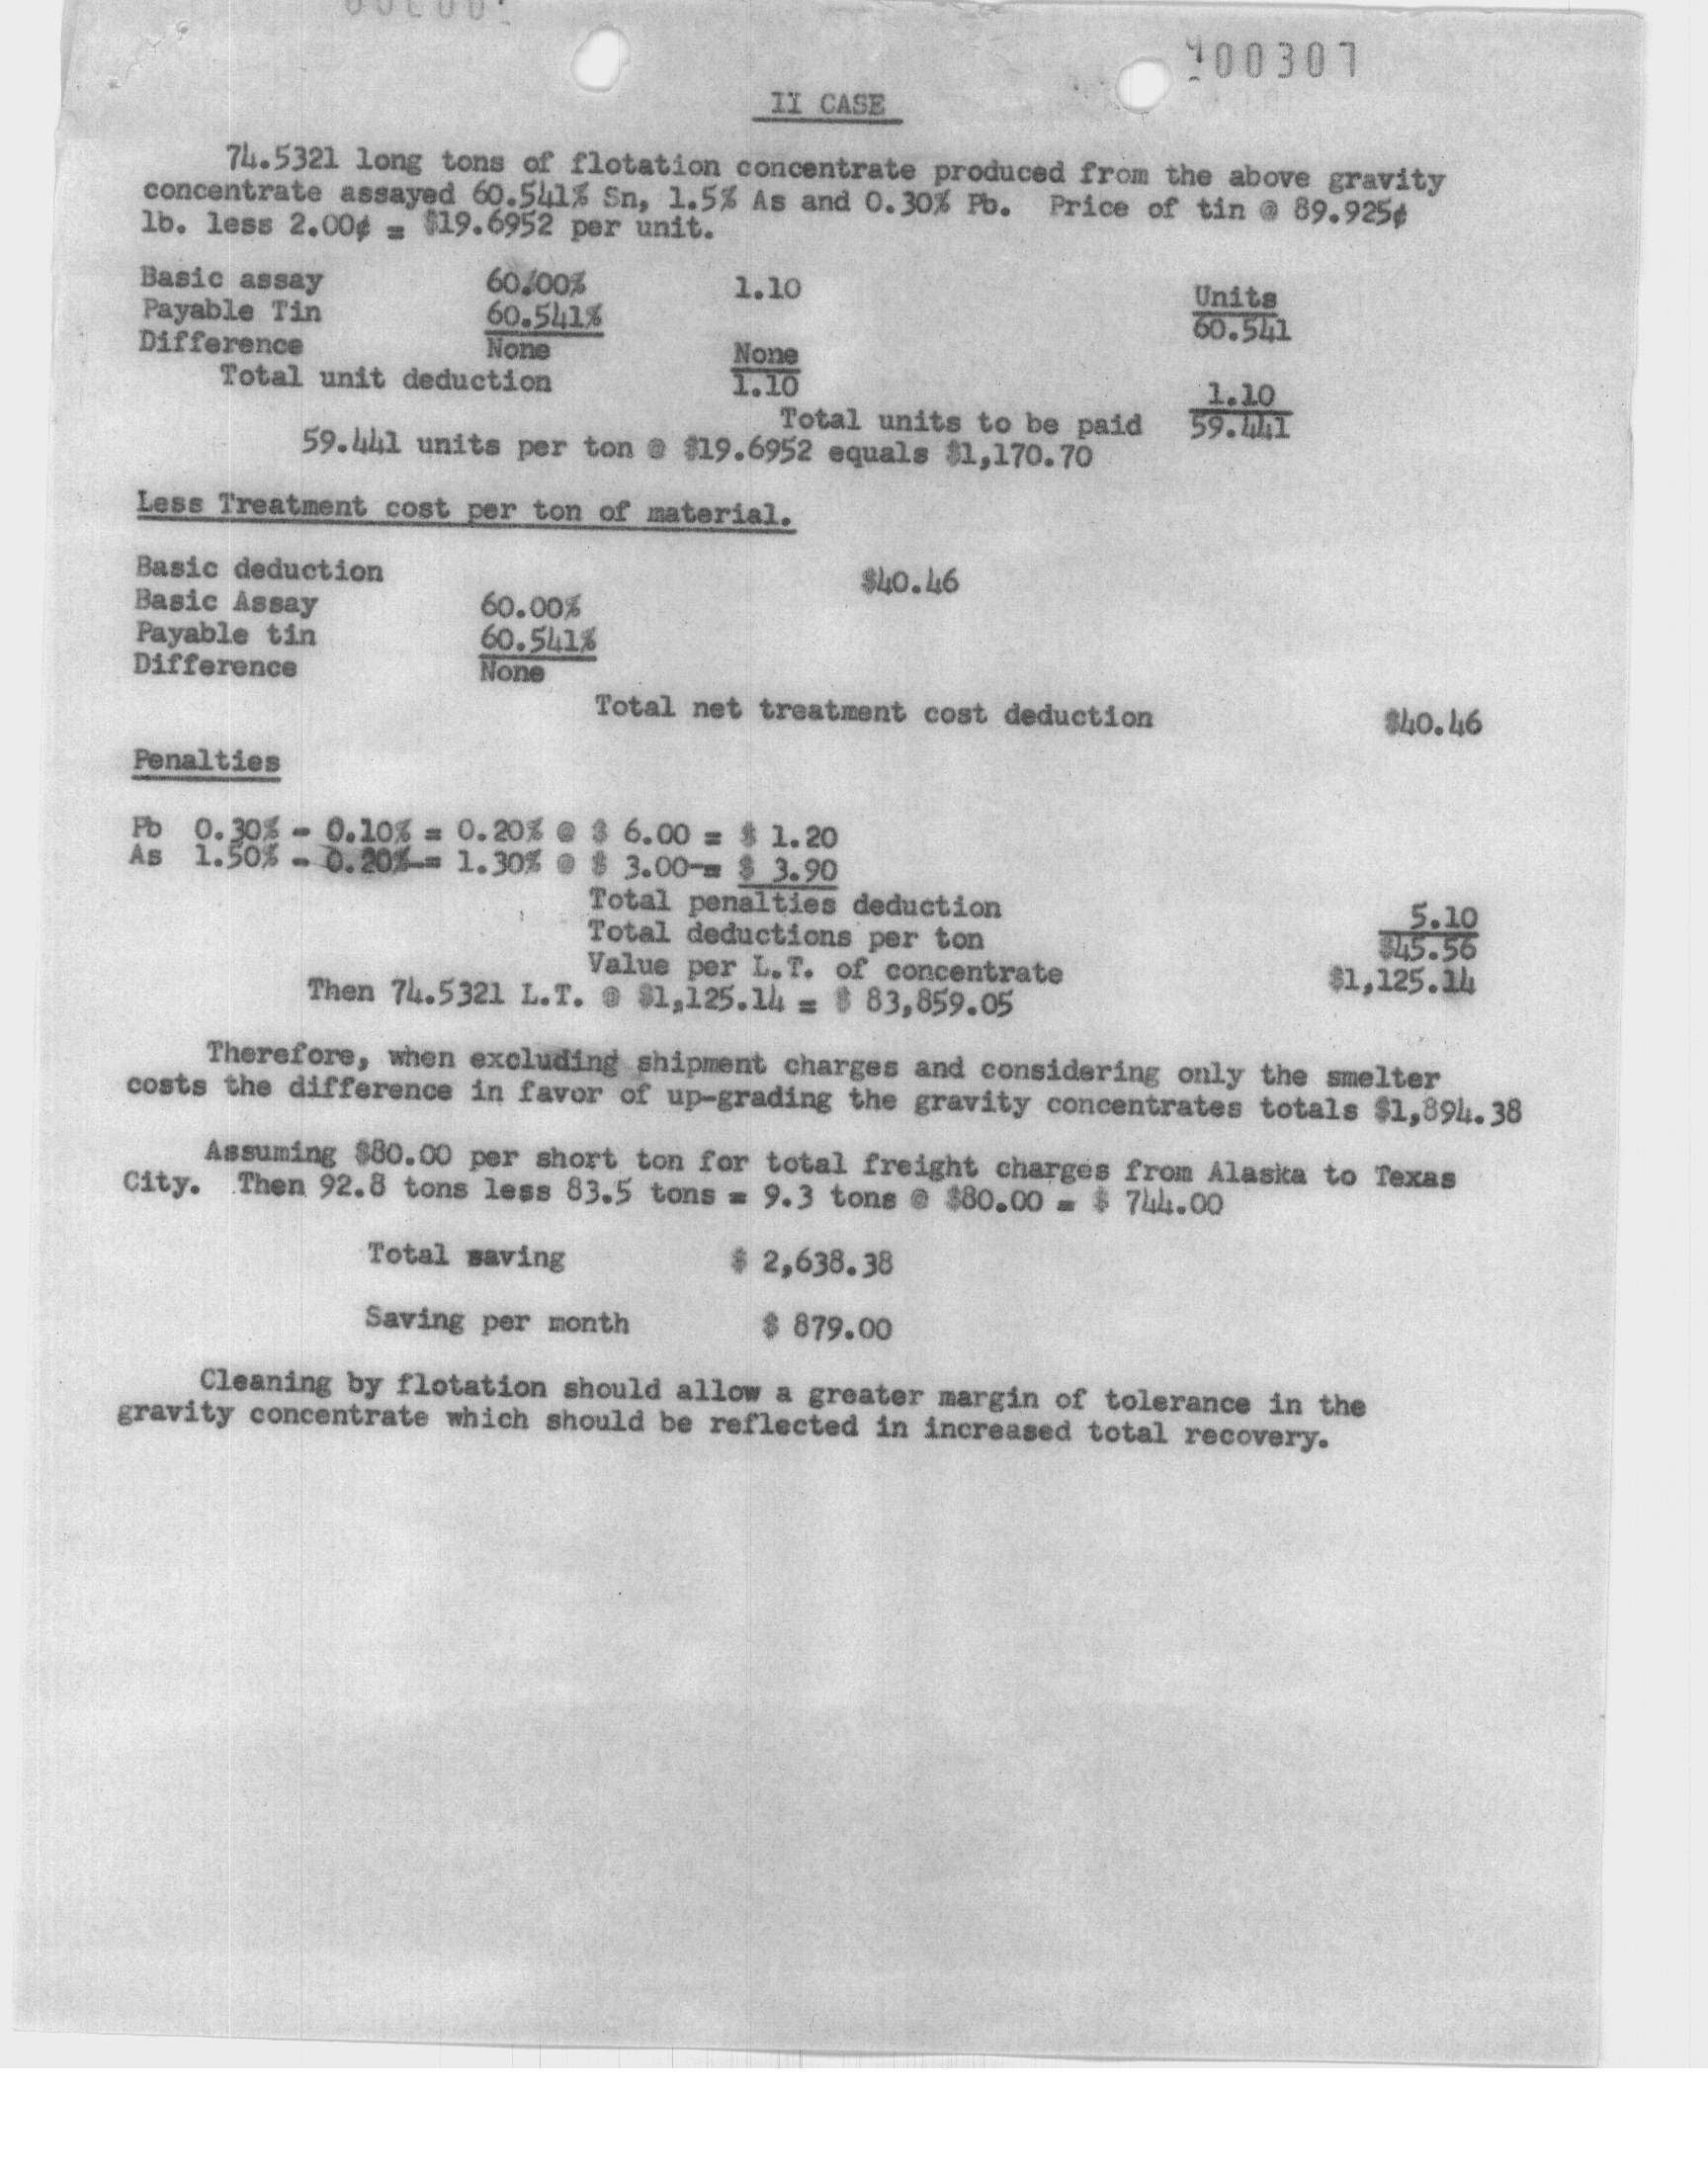 00307
II CASE
74.5321 long tons of flotation concentrate produced from the above gravity
concentrate assayed 60.541% Sn, 1.5% As and 0.30% Pb. Price of tin @ 89.925¢
lb. less 2.00¢ = $19.6952 per unit.
Basic assay 60.00% 1.10 Units
Payable Tin 60.541% 60.541
Difference None None
Total unit deduction 1.10 1.10
Total units to be paid 59.441
59.441 units per ton @ $19.6952 equals $1,170.70
Less Treatment cost per ton of material.
Basic deduction $40.46
Basic Assay 60.00%
Payable tin 60.541%
Difference None
Total net treatment cost deduction $40.46
Penalties
Pb 0.30% - 0.10% = 0.20% @ $ 6.00 = $ 1.20
As 1.50% - 0.20% = 1.30% @ $ 3.00 = $ 3.90
Total penalties deduction 5.10
Total deductions per ton $45.56
Value per L.T. of concentrate $1,125.14
Then 74.5321 L.T. @ $1,125.14 = $ 83,859.05
Therefore, when excluding shipment charges and considering only the smelter
costs the difference in favor of up-grading the gravity concentrates totals $1,894.38
Assuming $80.00 per short ton for total freight charges from Alaska to Texas
City. Then 92.8 tons less 83.5 tons = 9.3 tons @ $80.00 = $ 744.00
Total saving $ 2,638.38
Saving per month $ 879.00
Cleaning by flotation should allow a greater margin of tolerance in the
gravity concentrate which should be reflected in increased total recovery.